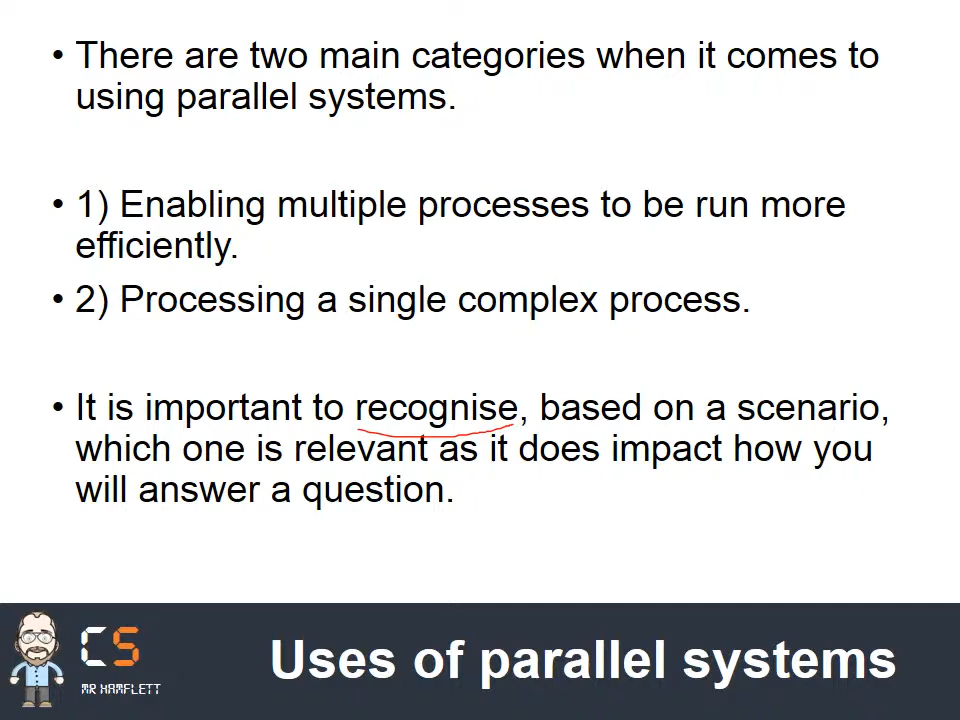 • There are two main categories when it comes to
using parallel systems.
• 1) Enabling multiple processes to be run more
efficiently.
• 2) Processing a single complex process.
• It is important to recognise, based on a scenario,
which one is relevant as it does impact how you
will answer a question.
CS
MR HAMFLETT
Uses of parallel systems